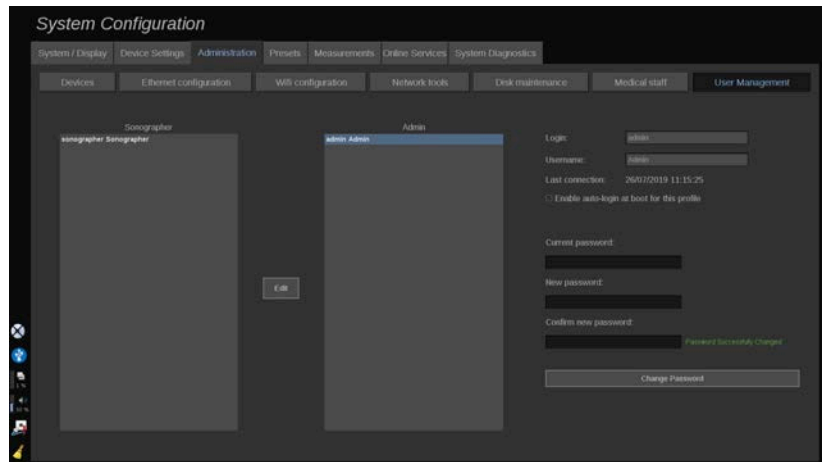 System Configuration
System / Display Device Settings Administration Presets Measurements Online Services System Diagnostics
Devices Ethernet configuration Wifi configuration Network tools Disk maintenance Medical staff User Management
Sonographer Admin
sonographer Sonographer admin Admin
Login: admin
Username: Admin
Last connection: 26/07/2019 11:15:25
Enable auto-login at boot for this profile
Current password:
Edit
New password:
Confirm new password:
Password Successfully Changed
Change Password
1 %